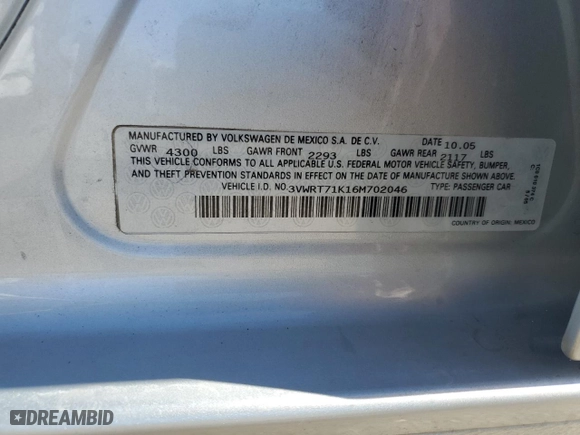 MANUFACTURED BY VOLKSWAGEN DE MEXICO S.A. DE C.V. DATE 10.05
GVWR 4300 LBS GAWR FRONT 2293 LBS GAWR REAR 2117 LBS
THIS VEHICLE CONFORMS TO ALL APPLICABLE U.S. FEDERAL MOTOR VEHICLE SAFETY, BUMPER,
AND THEFT PREVENTION STANDARDS IN EFFECT ON THE DATE OF MANUFACTURE SHOWN ABOVE.
VEHICLE I.D. NO. 3VWRT71K16M702046 TYPE: PASSENGER CAR
COUNTRY OF ORIGIN, MEXICO
DREAMBID